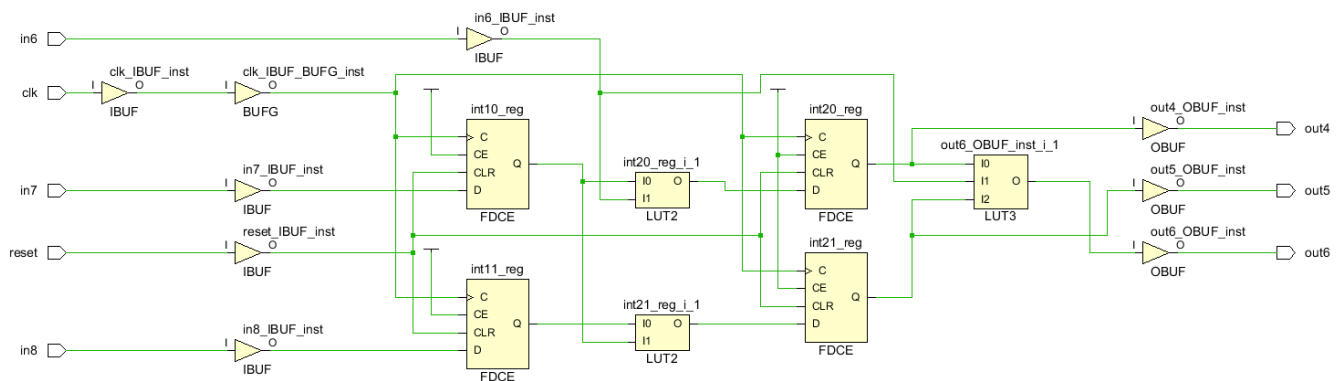 in6_IBUF_inst
in6
I
O
IBUF
clk_IBUF_inst
clk_IBUF_BUFG_inst
clk
I
O
I
O
IBUF
BUFG
int10_reg
int20_reg
out4_OBUF_inst
C
CE
CLR
D
Q
FDCE
C
CE
CLR
D
Q
FDCE
I
O
out4
OBUF
out6_OBUF_inst_i_1
I0
I1
I2
O
LUT3
int20_reg_i_1
I0
I1
O
LUT2
in7_IBUF_inst
in7
I
O
IBUF
out5_OBUF_inst
I
O
out5
OBUF
reset_IBUF_inst
reset
I
O
IBUF
int21_reg
out6_OBUF_inst
I
O
out6
OBUF
int11_reg
C
CE
CLR
D
Q
FDCE
int21_reg_i_1
I0
I1
O
LUT2
C
CE
CLR
D
Q
FDCE
in8_IBUF_inst
in8
I
O
IBUF